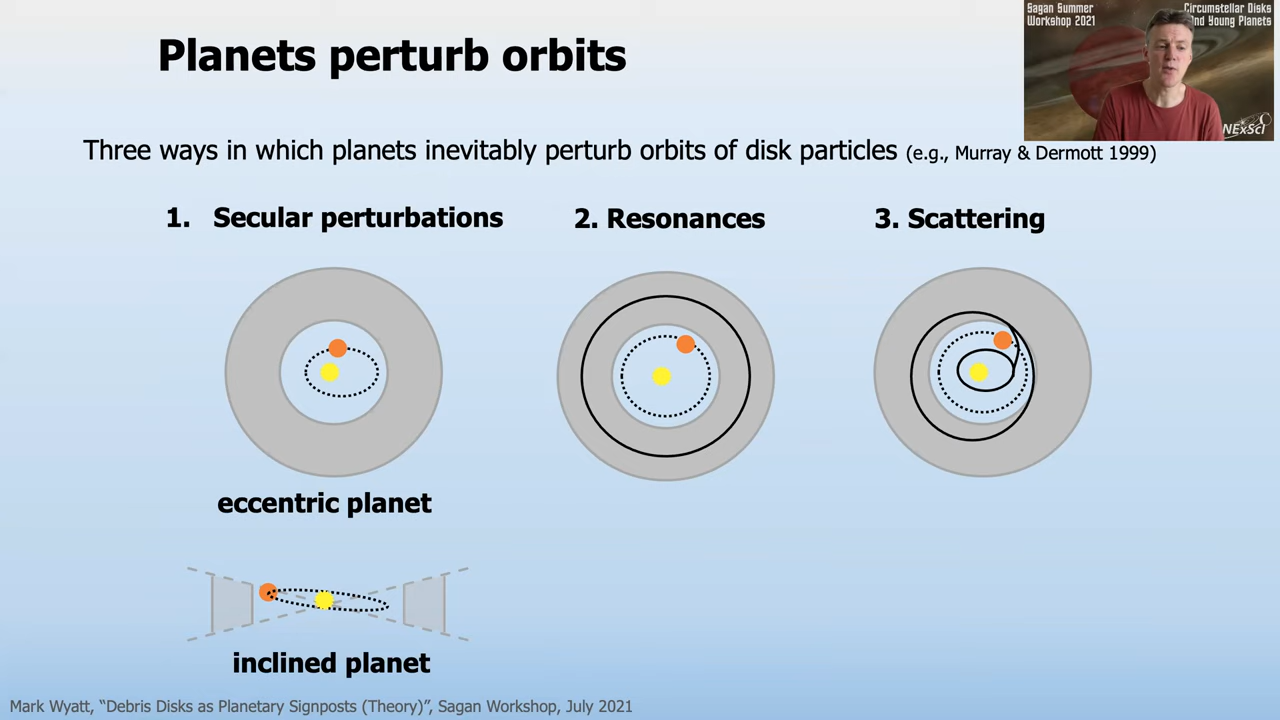 Planets perturb orbits
Sagan Summer
Workshop 2021
Circumstellar Disks
And Young Planets
NExScI
Three ways in which planets inevitably perturb orbits of disk particles (e.g., Murray & Dermott 1999)
1. Secular perturbations
2. Resonances
3. Scattering
eccentric planet
inclined planet
Mark Wyatt, “Debris Disks as Planetary Signposts (Theory)”, Sagan Workshop, July 2021